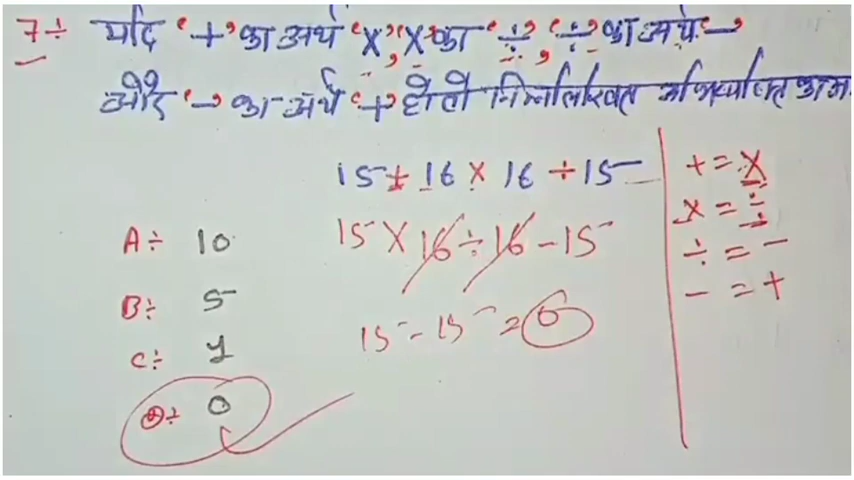 7÷ यदि '+' का अर्थ 'x', 'x' का '÷', '÷' का अर्थ '-'
और '-' का अर्थ '+' हो तो निम्नलिखित का मान
15 + 16 x 16 ÷ 15
15 x 16 ÷ 16 - 15
15 - 15 = 0
+ = x
x = ÷
÷ = -
- = +
A÷ 10
B÷ 5
C÷ 1
D÷ 0